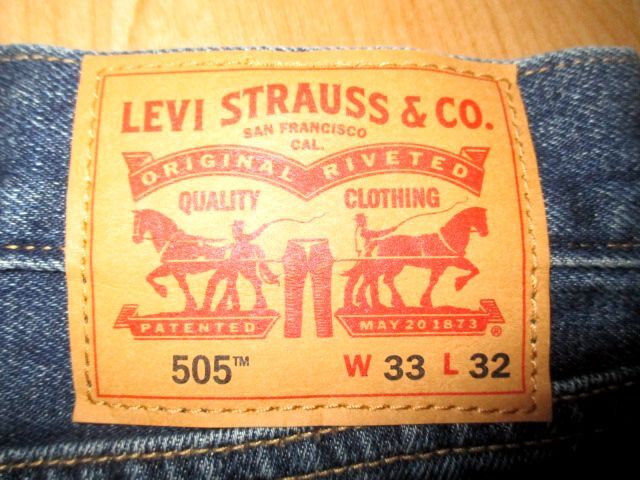 LEVI STRAUSS & CO.
SAN FRANCISCO
CAL.
ORIGINAL RIVETED
QUALITY CLOTHING
PATENTED MAY 20 1873 ®
505™ W 33 L 32